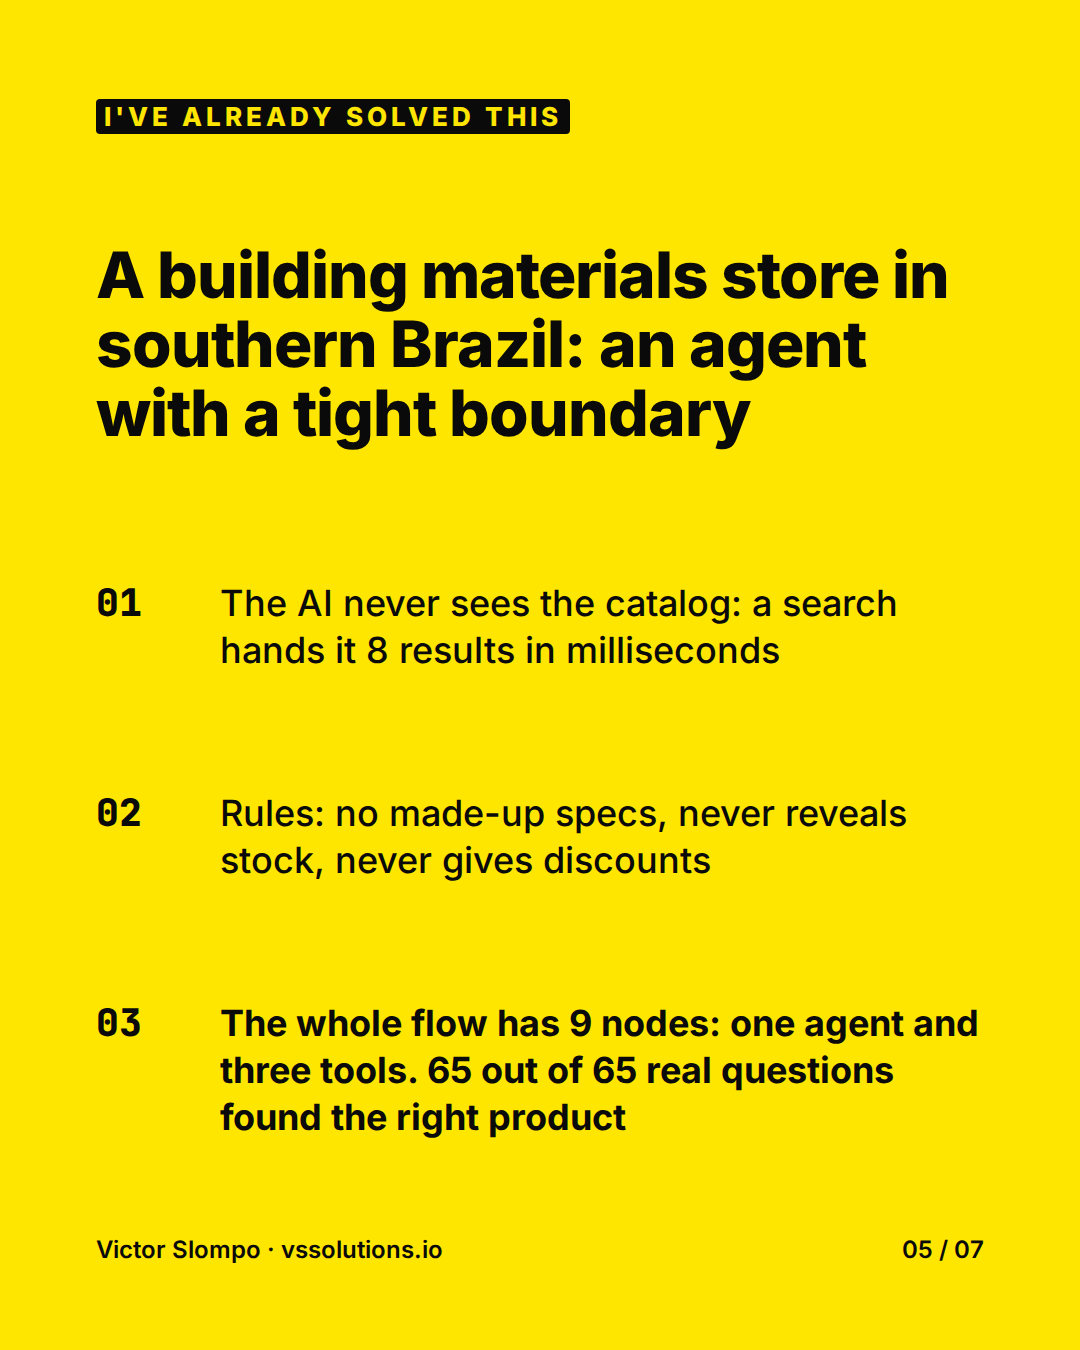 I'VE ALREADY SOLVED THIS
A building materials store in
southern Brazil: an agent
with a tight boundary
01 The AI never sees the catalog: a search
hands it 8 results in milliseconds
02 Rules: no made-up specs, never reveals
stock, never gives discounts
03 The whole flow has 9 nodes: one agent and
three tools. 65 out of 65 real questions
found the right product
Victor Slompo · vssolutions.io 05 / 07